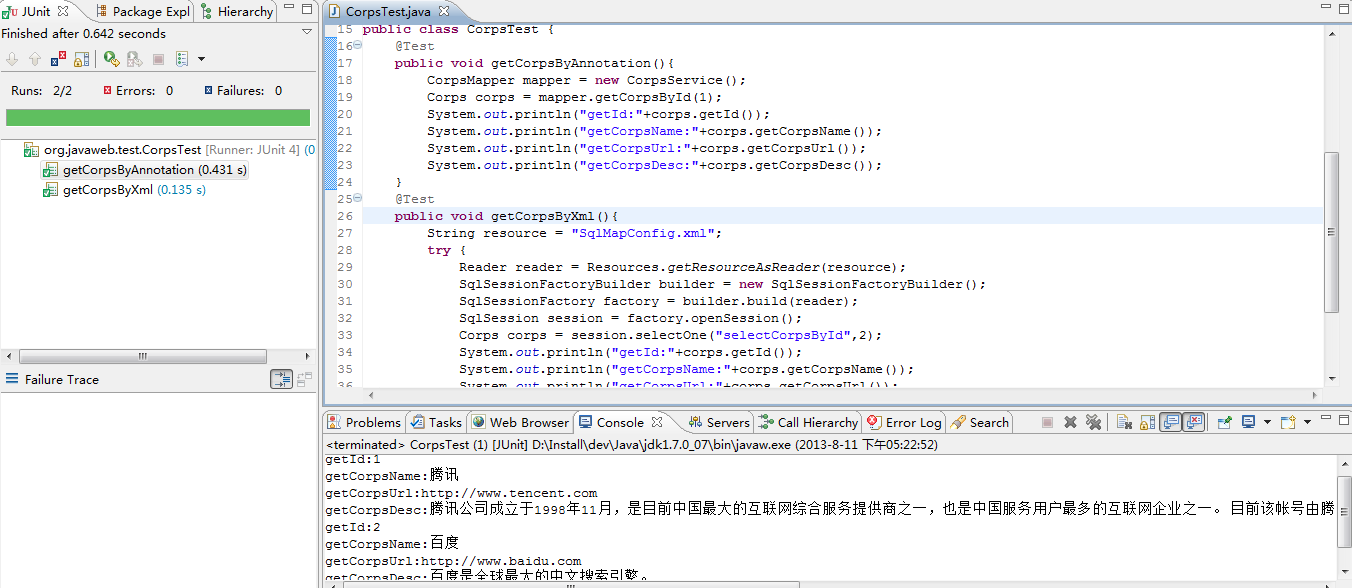 JUnit
Package Expl
Hierarchy
Finished after 0.642 seconds
Runs: 2/2
Errors: 0
Failures: 0
org.javaweb.test.CorpsTest [Runner: JUnit 4] (0
getCorpsByAnnotation (0.431 s)
getCorpsByXml (0.135 s)
Failure Trace
CorpsTest.java
15 public class CorpsTest {
16 @Test
17 public void getCorpsByAnnotation(){
18 CorpsMapper mapper = new CorpsService();
19 Corps corps = mapper.getCorpsById(1);
20 System.out.println("getId:"+corps.getId());
21 System.out.println("getCorpsName:"+corps.getCorpsName());
22 System.out.println("getCorpsUrl:"+corps.getCorpsUrl());
23 System.out.println("getCorpsDesc:"+corps.getCorpsDesc());
24 }
25 @Test
26 public void getCorpsByXml(){
27 String resource = "SqlMapConfig.xml";
28 try {
29 Reader reader = Resources.getResourceAsReader(resource);
30 SqlSessionFactoryBuilder builder = new SqlSessionFactoryBuilder();
31 SqlSessionFactory factory = builder.build(reader);
32 SqlSession session = factory.openSession();
33 Corps corps = session.selectOne("selectCorpsById",2);
34 System.out.println("getId:"+corps.getId());
35 System.out.println("getCorpsName:"+corps.getCorpsName());
36 System.out.println("getCorpsUrl:"+corps.getCorpsUrl());
Problems
Tasks
Web Browser
Console
Servers
Call Hierarchy
Error Log
Search
<terminated> CorpsTest (1) [JUnit] D:\Install\dev\Java\jdk1.7.0_07\bin\javaw.exe (2013-8-11 下午05:22:52)
getId:1
getCorpsName:腾讯
getCorpsUrl:http://www.tencent.com
getCorpsDesc:腾讯公司成立于1998年11月，是目前中国最大的互联网综合服务提供商之一，也是中国服务用户最多的互联网企业之一。目前该帐号由腾
getId:2
getCorpsName:百度
getCorpsUrl:http://www.baidu.com
getCorpsDesc:百度是全球最大的中文搜索引擎。